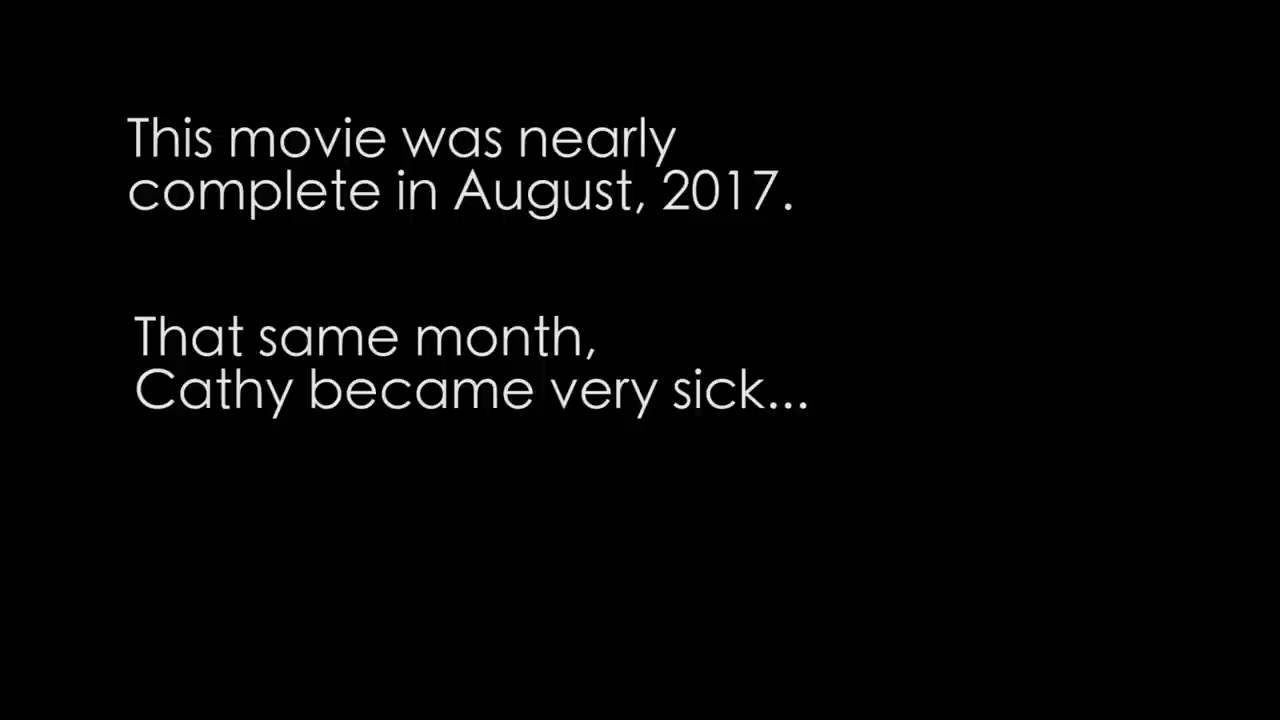 This movie was nearly
complete in August, 2017.
That same month,
Cathy became very sick...